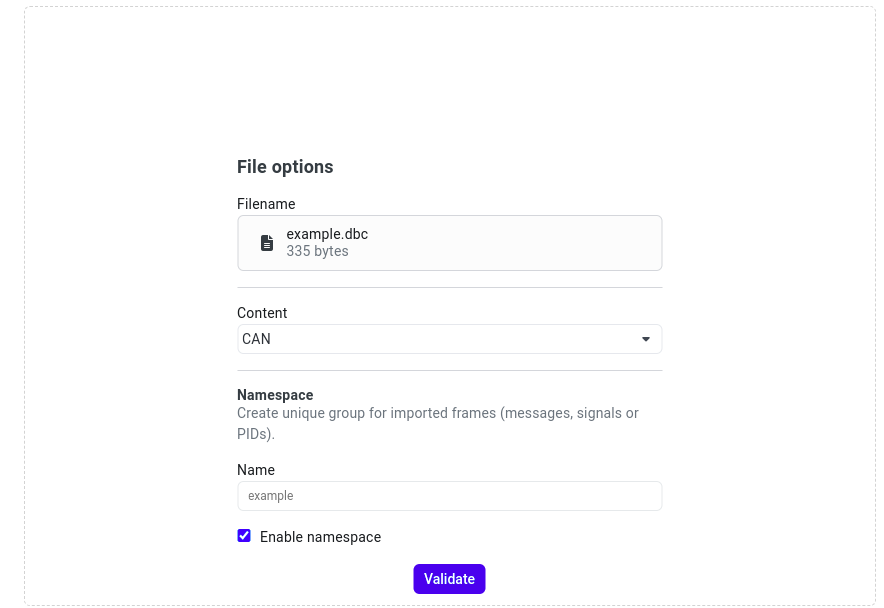 File options
Filename
example.dbc
335 bytes
Content
CAN
Namespace
Create unique group for imported frames (messages, signals or
PIDs).
Name
example
Enable namespace
Validate